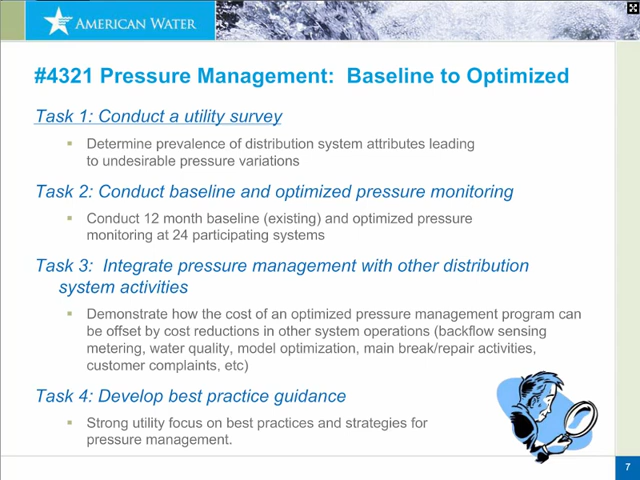 AMERICAN WATER
#4321 Pressure Management: Baseline to Optimized
Task 1: Conduct a utility survey
▪ Determine prevalence of distribution system attributes leading
to undesirable pressure variations
Task 2: Conduct baseline and optimized pressure monitoring
▪ Conduct 12 month baseline (existing) and optimized pressure
monitoring at 24 participating systems
Task 3: Integrate pressure management with other distribution
system activities
▪ Demonstrate how the cost of an optimized pressure management program can
be offset by cost reductions in other system operations (backflow sensing
metering, water quality, model optimization, main break/repair activities,
customer complaints, etc)
Task 4: Develop best practice guidance
▪ Strong utility focus on best practices and strategies for
pressure management.
7